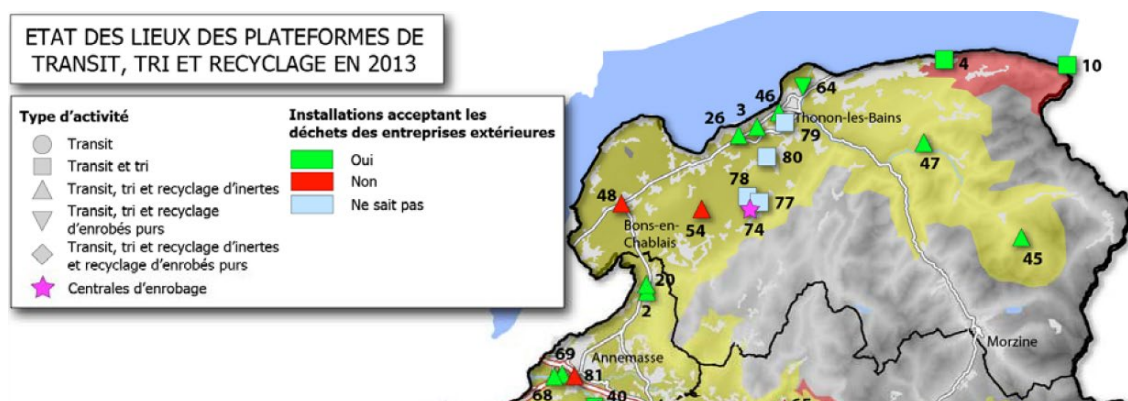 ETAT DES LIEUX DES PLATEFORMES DE
TRANSIT, TRI ET RECYCLAGE EN 2013
Type d'activité
Transit
Transit et tri
Transit, tri et recyclage d'inertes
Transit, tri et recyclage
d'enrobés purs
Transit, tri et recyclage d'inertes
et recyclage d'enrobés purs
Centrales d'enrobage
Installations acceptant les
déchets des entreprises extérieures
Oui
Non
Ne sait pas
4
10
64
46
3
26
Thonon-les-Bains
79
47
80
78
77
48
54
74
Bons-en-
Chablais
45
20
2
Morzine
69
Annemasse
81
68
40